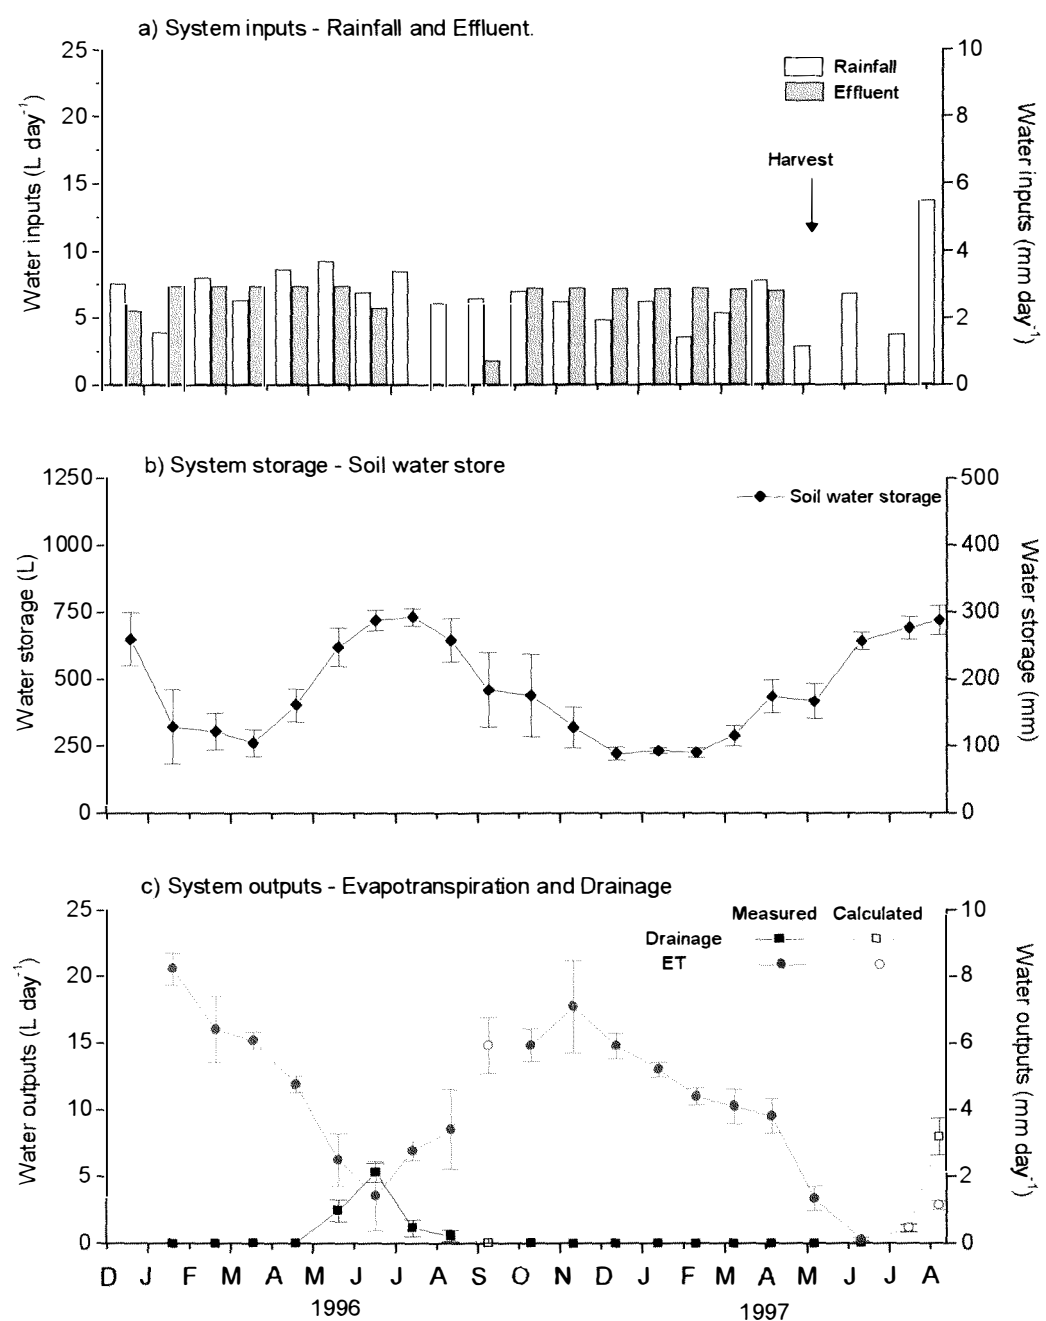 a) System inputs - Rainfall and Effluent.
25
20
15
10
5
0
Water inputs (L day⁻¹)
10
8
6
4
2
0
Water inputs (mm day⁻¹)
Rainfall
Effluent
Harvest
b) System storage - Soil water store
1250
1000
750
500
250
0
Water storage (L)
500
400
300
200
100
0
Water storage (mm)
Soil water storage
c) System outputs - Evapotranspiration and Drainage
25
20
15
10
5
0
Water outputs (L day⁻¹)
10
8
6
4
2
0
Water outputs (mm day⁻¹)
Measured Calculated
Drainage
ET
D J F M A M J J A S O N D J F M A M J J A
1996 1997